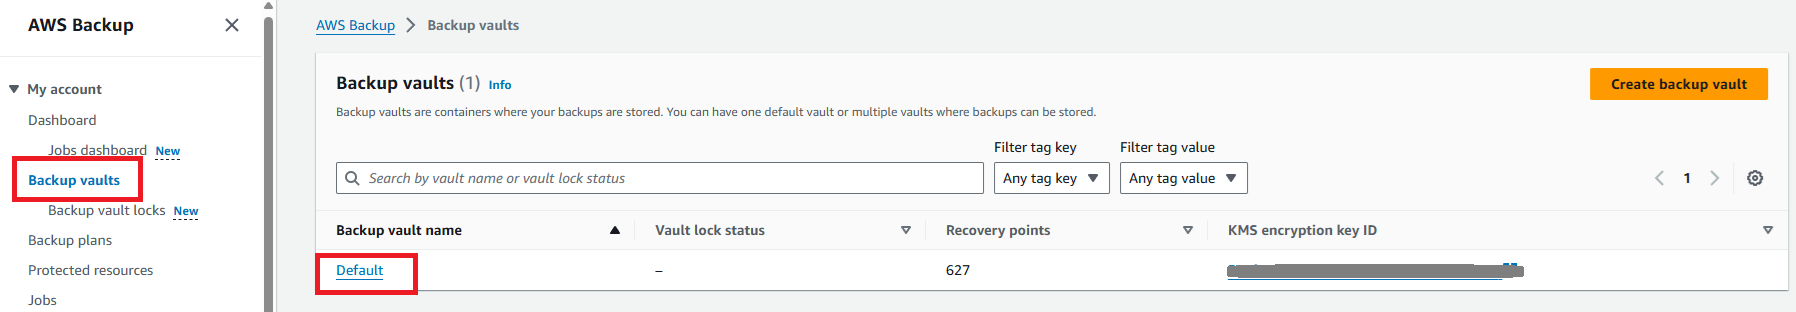 AWS Backup
My account
Dashboard
Jobs dashboard New
Backup vaults
Backup vault locks New
Backup plans
Protected resources
Jobs
AWS Backup > Backup vaults
Backup vaults (1) Info
Create backup vault
Backup vaults are containers where your backups are stored. You can have one default vault or multiple vaults where backups can be stored.
Filter tag key Filter tag value
Search by vault name or vault lock status Any tag key Any tag value 1
Backup vault name Vault lock status Recovery points KMS encryption key ID
Default – 627